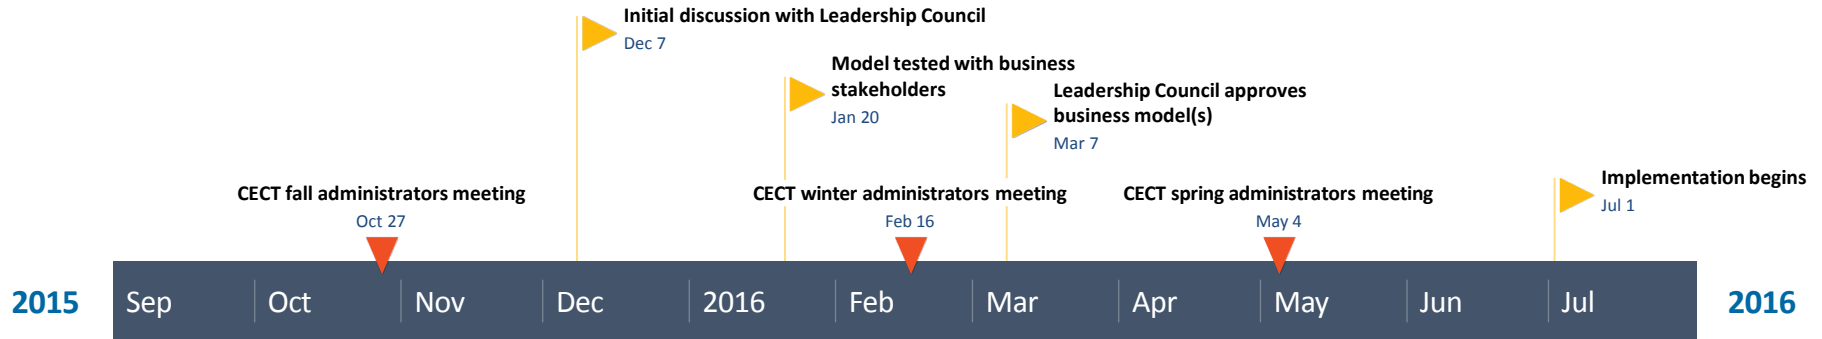 Initial discussion with Leadership Council
Dec 7
Model tested with business
stakeholders
Jan 20
Leadership Council approves
business model(s)
Mar 7
CECT fall administrators meeting
Oct 27
CECT winter administrators meeting
Feb 16
CECT spring administrators meeting
May 4
Implementation begins
Jul 1
2015
Sep
Oct
Nov
Dec
2016
Feb
Mar
Apr
May
Jun
Jul
2016